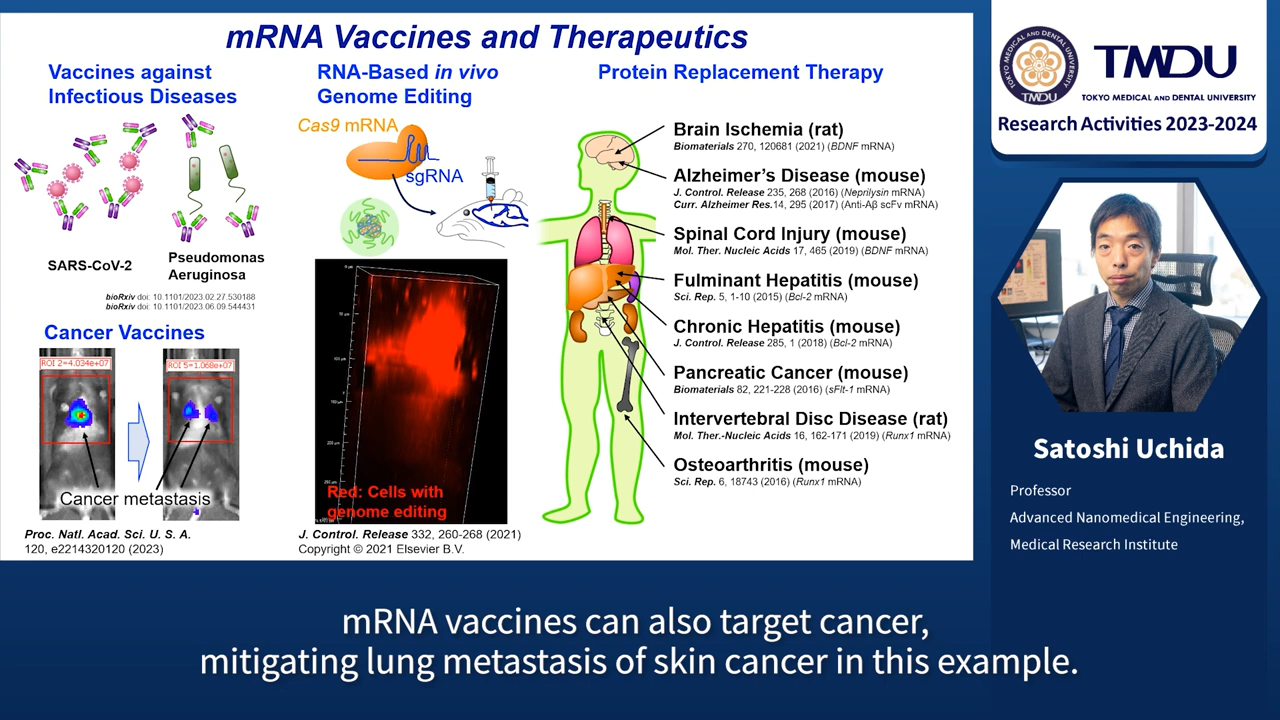 mRNA Vaccines and Therapeutics
Vaccines against
Infectious Diseases
SARS-CoV-2
Pseudomonas
Aeruginosa
bioRxiv doi: 10.1101/2023.02.27.530188
bioRxiv doi: 10.1101/2023.06.09.544431
Cancer Vaccines
ROI 2=4.034e+07
ROI 5=1.068e+07
Cancer metastasis
Proc. Natl. Acad. Sci. U. S. A.
120, e2214320120 (2023)
RNA-Based in vivo
Genome Editing
Cas9 mRNA
sgRNA
Red: Cells with
genome editing
J. Control. Release 332, 260-268 (2021)
Copyright © 2021 Elsevier B.V.
Protein Replacement Therapy
Brain Ischemia (rat)
Biomaterials 270, 120681 (2021) (BDNF mRNA)
Alzheimer's Disease (mouse)
J. Control. Release 235, 268 (2016) (Neprilysin mRNA)
Curr. Alzheimer Res.14, 295 (2017) (Anti-Aβ scFv mRNA)
Spinal Cord Injury (mouse)
Mol. Ther. Nucleic Acids 17, 465 (2019) (BDNF mRNA)
Fulminant Hepatitis (mouse)
Sci. Rep. 5, 1-10 (2015) (Bcl-2 mRNA)
Chronic Hepatitis (mouse)
J. Control. Release 285, 1 (2018) (Bcl-2 mRNA)
Pancreatic Cancer (mouse)
Biomaterials 82, 221-228 (2016) (sFlt-1 mRNA)
Intervertebral Disc Disease (rat)
Mol. Ther.-Nucleic Acids 16, 162-171 (2019) (Runx1 mRNA)
Osteoarthritis (mouse)
Sci. Rep. 6, 18743 (2016) (Runx1 mRNA)
TOKYO MEDICAL AND DENTAL UNIVERSITY
TMDU
TMDU
TOKYO MEDICAL AND DENTAL UNIVERSITY
Research Activities 2023-2024
Satoshi Uchida
Professor
Advanced Nanomedical Engineering,
Medical Research Institute
mRNA vaccines can also target cancer,
mitigating lung metastasis of skin cancer in this example.